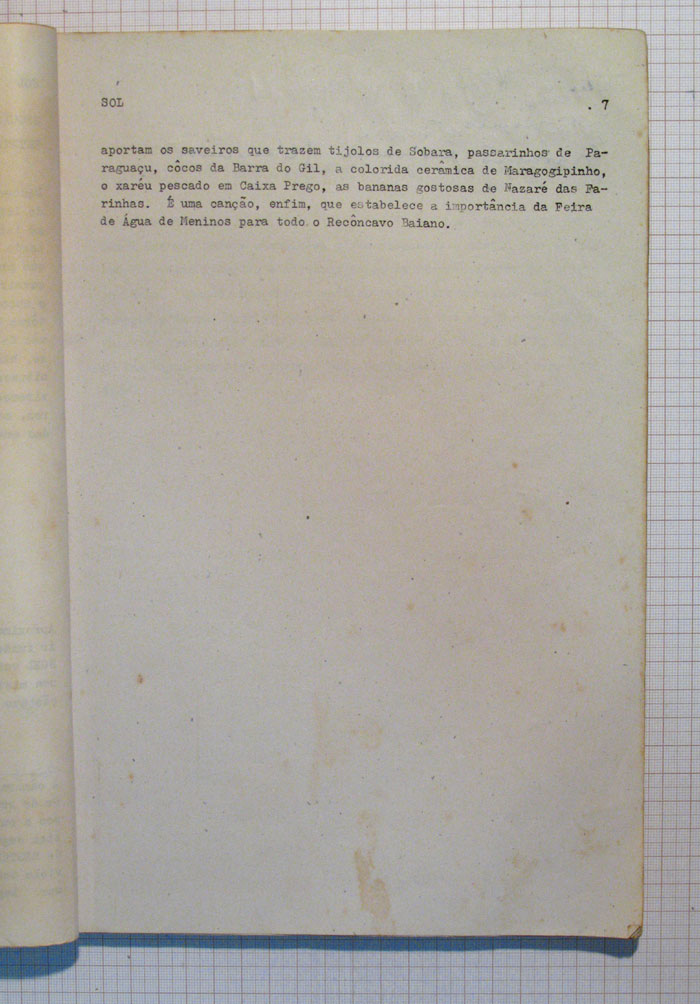 SOL . 7
aportam os saveiros que trazem tijolos de Sobara, passarinhos de Pa-
raguaçu, côcos da Barra do Gil, a colorida cerâmica de Maragogipinho,
o xaréu pescado em Caixa Prego, as bananas gostosas de Nazaré das Fa-
rinhas. É uma canção, enfim, que estabelece a importância da Feira
de Água de Meninos para todo o Recôncavo Baiano.